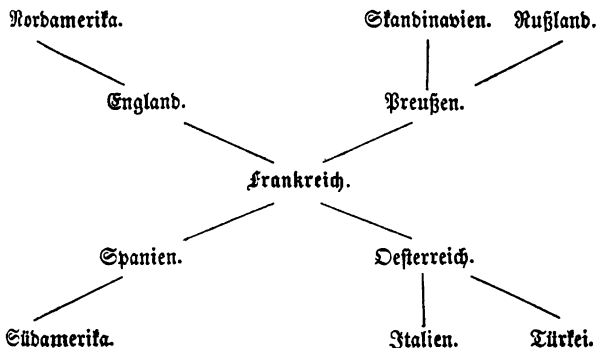 Nordamerika. Skandinavien. Rußland.
England. Preußen.
Frankreich.
Spanien. Oesterreich.
Südamerika. Italien. Türkei.